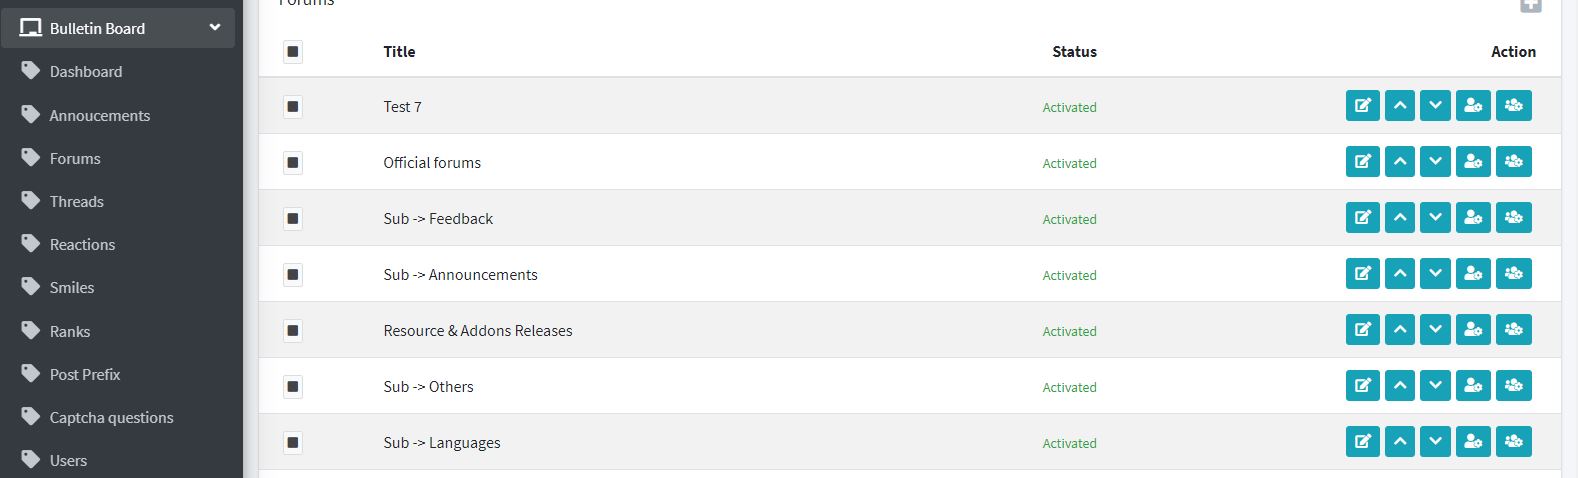 Forums
Bulletin Board
Title Status Action
Dashboard
Test 7 Activated
Annoucements
Official forums Activated
Forums
Threads
Sub -> Feedback Activated
Reactions
Sub -> Announcements Activated
Smiles
Resource & Addons Releases Activated
Ranks
Post Prefix
Sub -> Others Activated
Captcha questions
Sub -> Languages Activated
Users